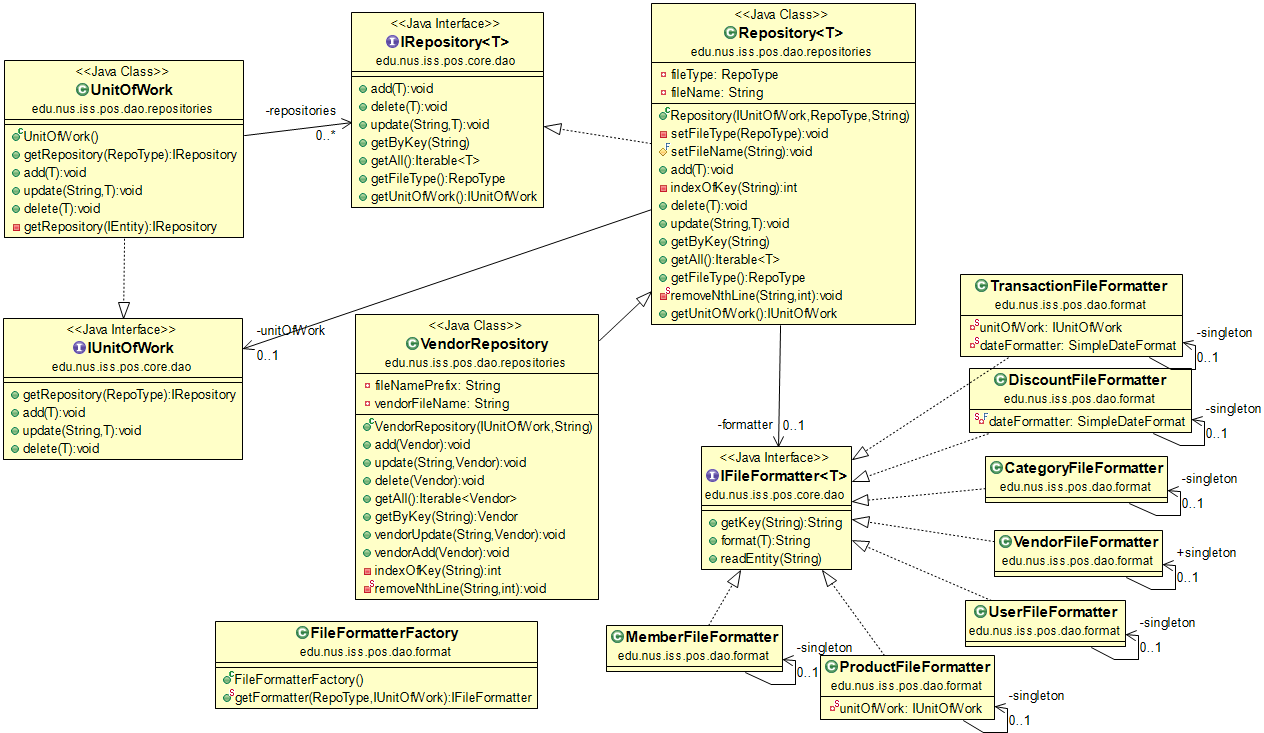 <<Java Class>>
UnitOfWork
edu.nus.iss.pos.dao.repositories
UnitOfWork()
getRepository(RepoType):IRepository
add(T):void
update(String,T):void
delete(T):void
getRepository(IEntity):IRepository
-repositories
0..*
<<Java Interface>>
IRepository<T>
edu.nus.iss.pos.core.dao
add(T):void
delete(T):void
update(String,T):void
getByKey(String)
getAll():Iterable<T>
getFileType():RepoType
getUnitOfWork():IUnitOfWork
<<Java Class>>
Repository<T>
edu.nus.iss.pos.dao.repositories
fileType: RepoType
fileName: String
Repository(IUnitOfWork,RepoType,String)
setFileType(RepoType):void
setFileName(String):void
add(T):void
indexOfKey(String):int
delete(T):void
update(String,T):void
getByKey(String)
getAll():Iterable<T>
getFileType():RepoType
removeNthLine(String,int):void
getUnitOfWork():IUnitOfWork
<<Java Interface>>
IUnitOfWork
edu.nus.iss.pos.core.dao
getRepository(RepoType):IRepository
add(T):void
update(String,T):void
delete(T):void
-unitOfWork
0..1
<<Java Class>>
VendorRepository
edu.nus.iss.pos.dao.repositories
fileNamePrefix: String
vendorFileName: String
VendorRepository(IUnitOfWork,String)
add(Vendor):void
update(String,Vendor):void
delete(Vendor):void
getAll():Iterable<Vendor>
getByKey(String):Vendor
vendorUpdate(String,Vendor):void
vendorAdd(Vendor):void
indexOfKey(String):int
removeNthLine(String,int):void
-formatter
0..1
<<Java Interface>>
IFileFormatter<T>
edu.nus.iss.pos.core.dao
getKey(String):String
format(T):String
readEntity(String)
TransactionFileFormatter
edu.nus.iss.pos.dao.format
unitOfWork: IUnitOfWork
dateFormatter: SimpleDateFormat
-singleton
0..1
DiscountFileFormatter
edu.nus.iss.pos.dao.format
dateFormatter: SimpleDateFormat
-singleton
0..1
CategoryFileFormatter
edu.nus.iss.pos.dao.format
-singleton
0..1
VendorFileFormatter
edu.nus.iss.pos.dao.format
+singleton
0..1
UserFileFormatter
edu.nus.iss.pos.dao.format
-singleton
0..1
FileFormatterFactory
edu.nus.iss.pos.dao.format
FileFormatterFactory()
getFormatter(RepoType,IUnitOfWork):IFileFormatter
MemberFileFormatter
edu.nus.iss.pos.dao.format
-singleton
0..1
ProductFileFormatter
edu.nus.iss.pos.dao.format
unitOfWork: IUnitOfWork
-singleton
0..1